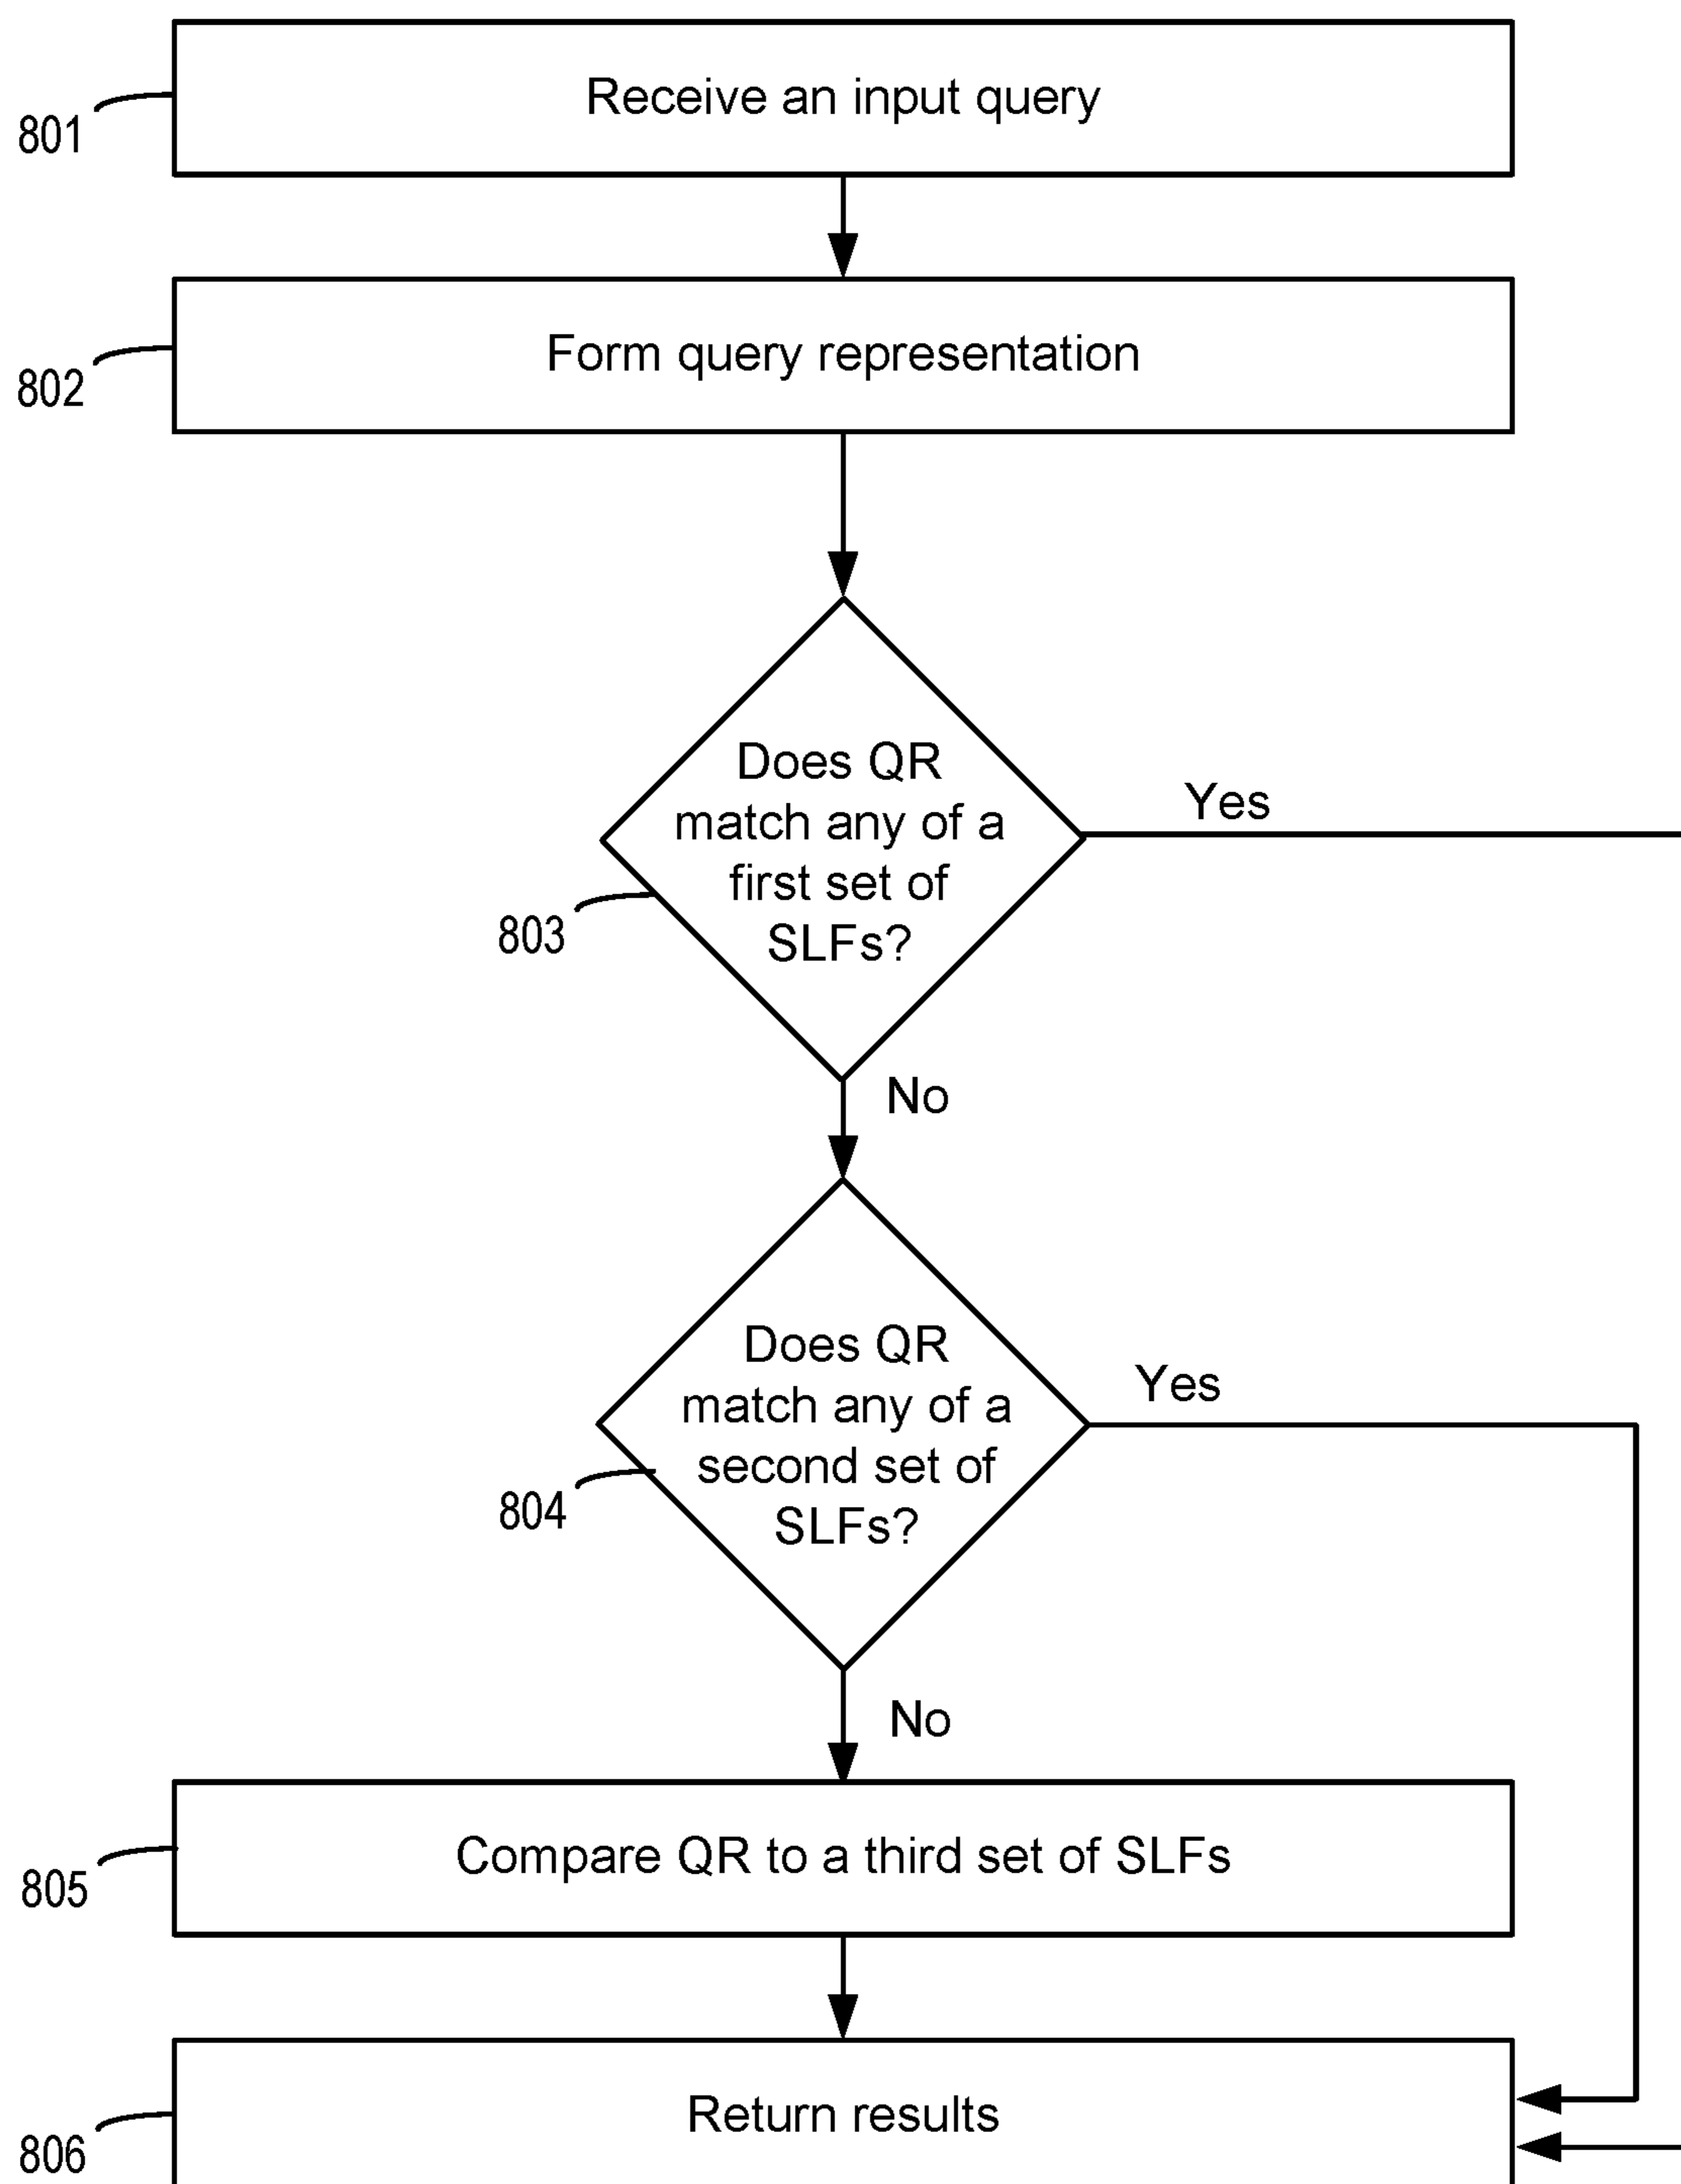 Receive an input query
801
Form query representation
802
Does QR
match any of a
first set of
SLFs?
Yes
803
No
Does QR
match any of a
second set of
SLFs?
Yes
804
No
Compare QR to a third set of SLFs
805
Return results
806